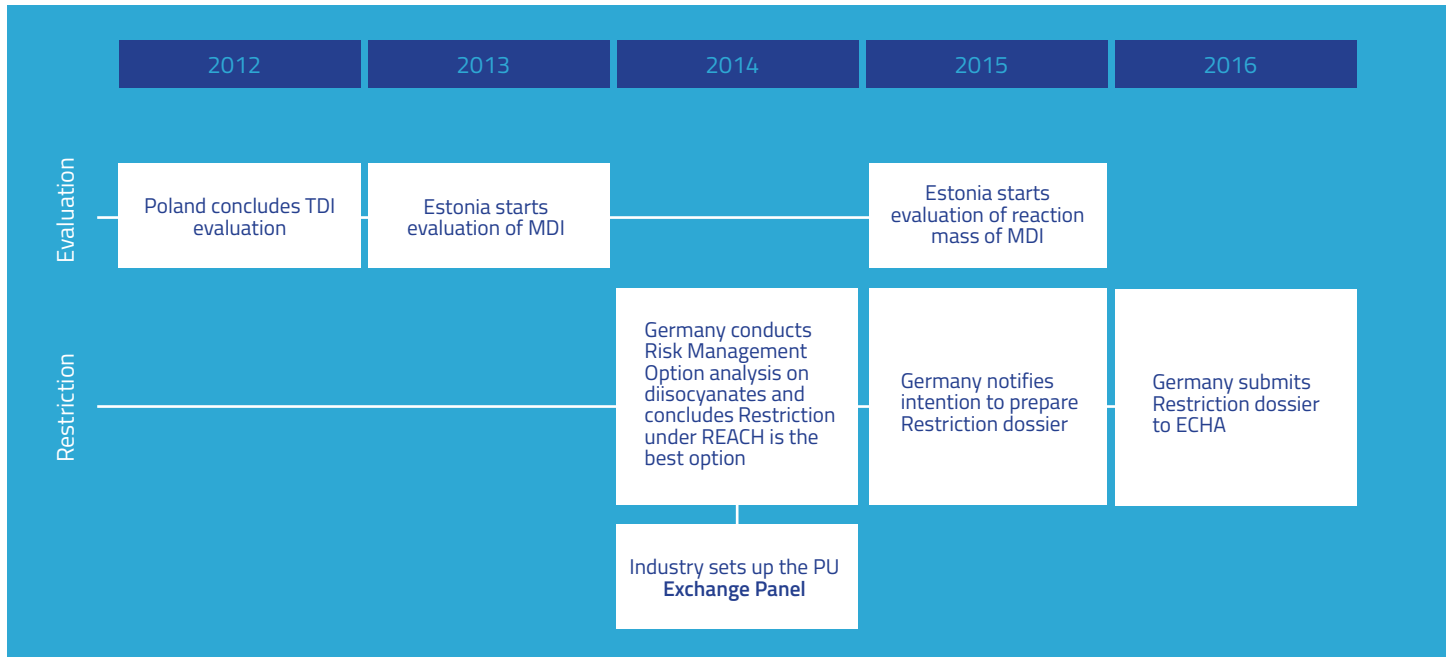 2012
2013
2014
2015
2016
Evaluation
Poland concludes TDI
evaluation
Estonia starts
evaluation of MDI
Estonia starts
evaluation of reaction
mass of MDI
Restriction
Germany conducts
Risk Management
Option analysis on
diisocyanates and
concludes Restriction
under REACH is the
best option
Germany notifies
intention to prepare
Restriction dossier
Germany submits
Restriction dossier
to ECHA
Industry sets up the PU
Exchange Panel